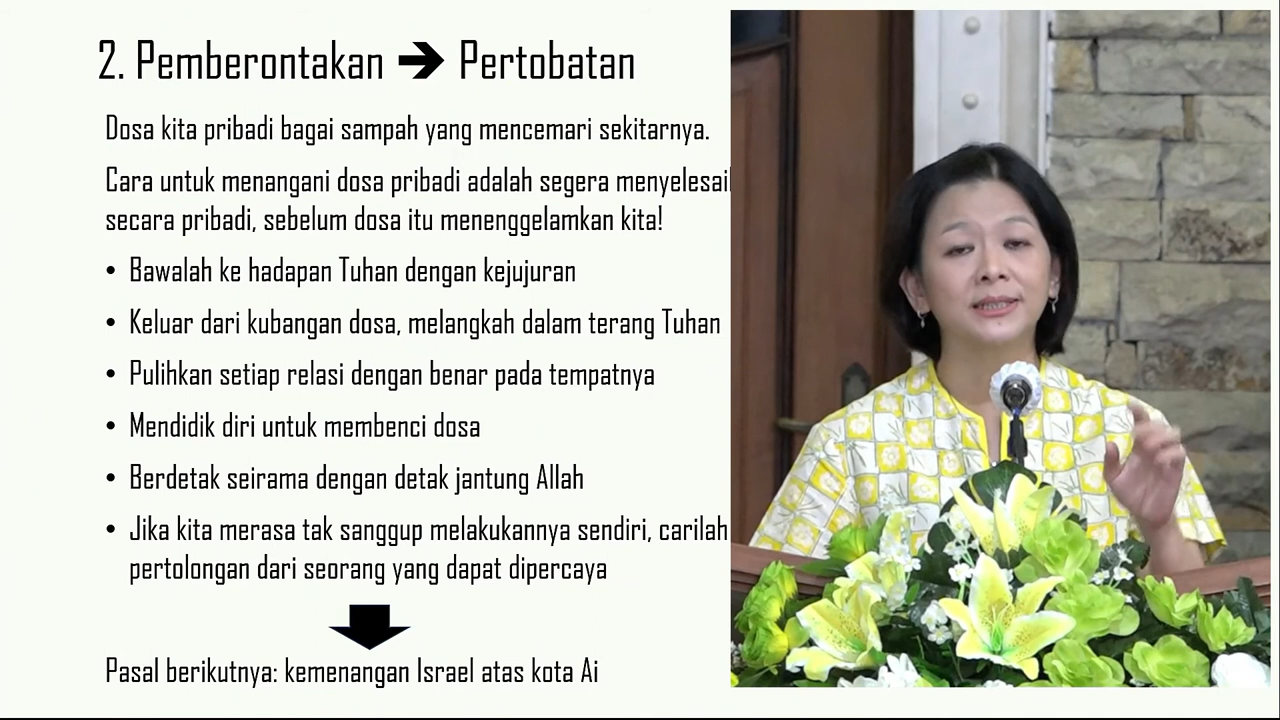 2. Pemberontakan ➔ Pertobatan
Dosa kita pribadi bagai sampah yang mencemari sekitarnya.
Cara untuk menangani dosa pribadi adalah segera menyelesai
secara pribadi, sebelum dosa itu menenggelamkan kita!
• Bawalah ke hadapan Tuhan dengan kejujuran
• Keluar dari kubangan dosa, melangkah dalam terang Tuhan
• Pulihkan setiap relasi dengan benar pada tempatnya
• Mendidik diri untuk membenci dosa
• Berdetak seirama dengan detak jantung Allah
• Jika kita merasa tak sanggup melakukannya sendiri, carilah
pertolongan dari seorang yang dapat dipercaya
Pasal berikutnya: kemenangan Israel atas kota Ai